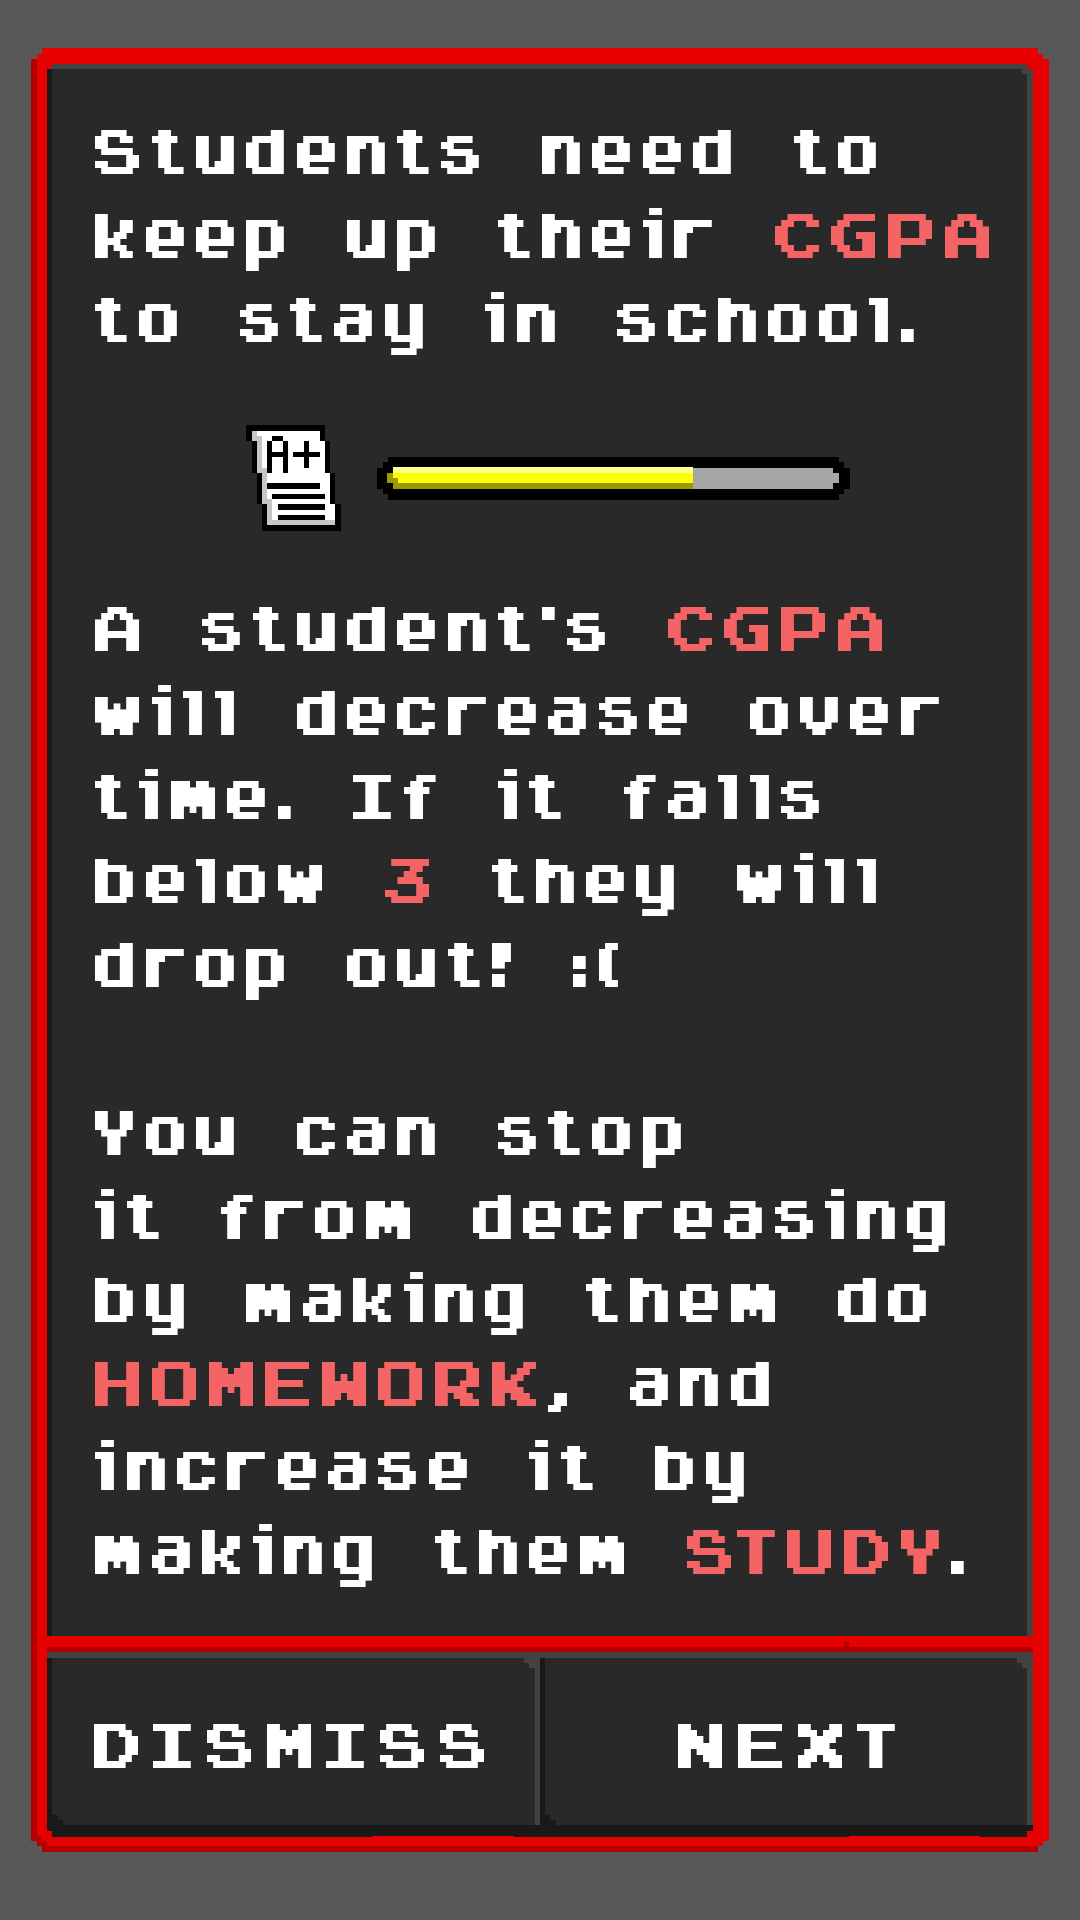 Students need to
keep up their CGPA
to stay in school.
A+
A student's CGPA
will decrease over
time. If it falls
below 3 they will
drop out! :(
You can stop
it from decreasing
by making them do
HOMEWORK, and
increase it by
making them STUDY.
DISMISS NEXT